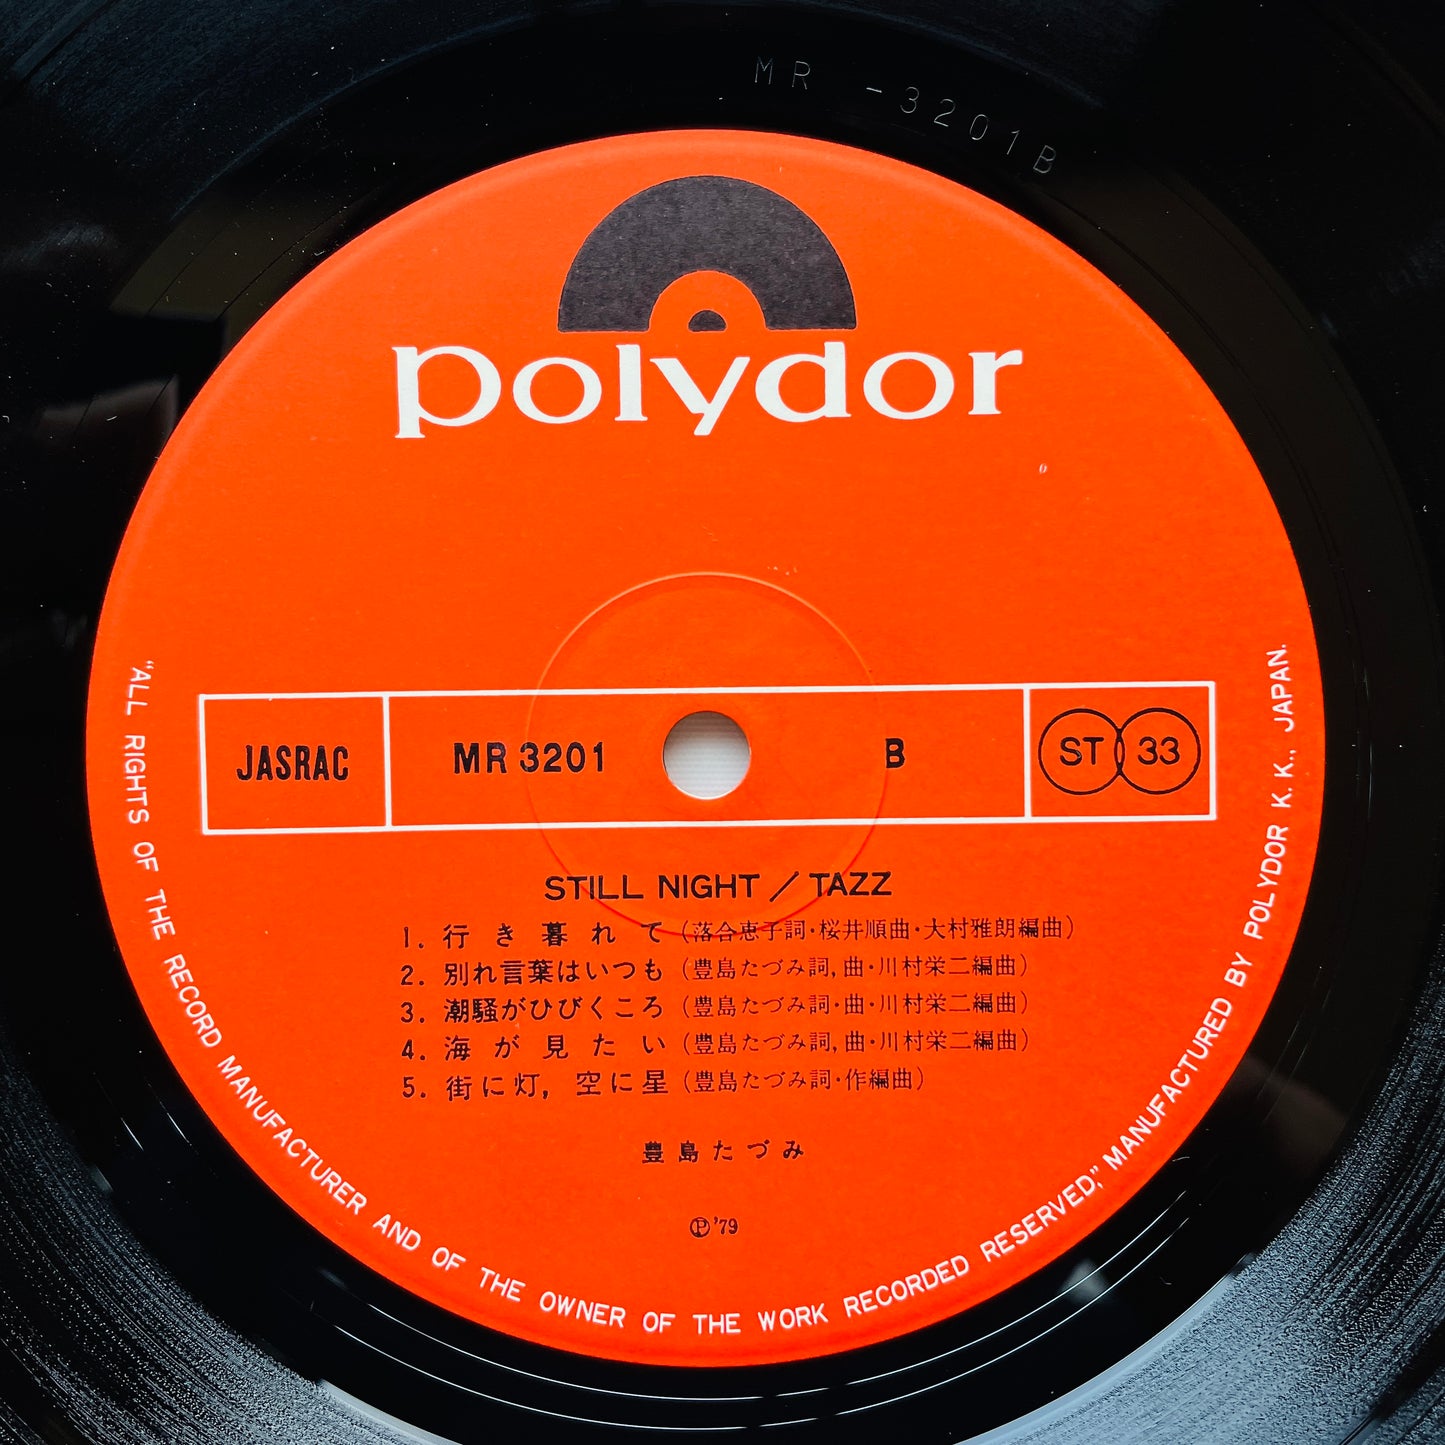 MR -3201B
polydor
JASRAC
MR 3201
B
ST 33
STILL NIGHT / TAZZ
1. 行き暮れて (落合恵子詞・桜井順曲・大村雅朗編曲)
2. 別れ言葉はいつも (豊島たづみ詞,曲・川村栄二編曲)
3. 潮騒がひびくころ (豊島たづみ詞・曲・川村栄二編曲)
4. 海が見たい (豊島たづみ詞,曲・川村栄二編曲)
5. 街に灯, 空に星 (豊島たづみ詞・作編曲)
豊島たづみ
Ⓟ'79
"ALL RIGHTS OF THE RECORD MANUFACTURER AND OF THE OWNER OF THE WORK RECORDED RESERVED," MANUFACTURED BY POLYDOR K.K., JAPAN.